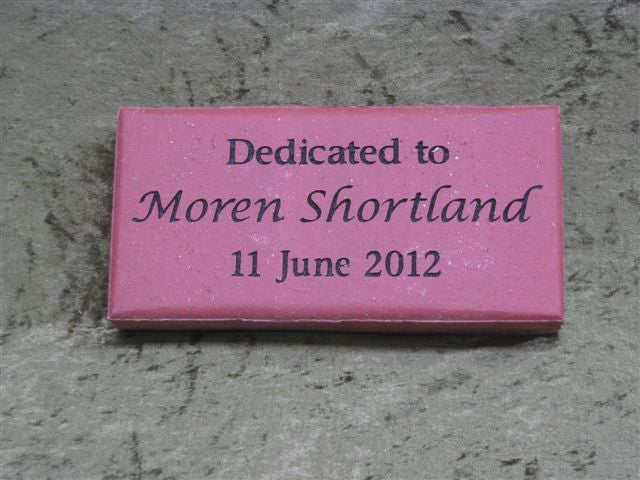 Dedicated to
Moren Shortland
11 June 2012